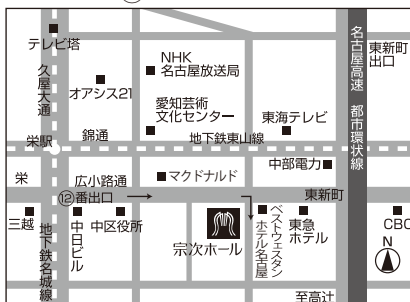 テレビ塔
久屋大通
NHK
名古屋放送局
オアシス21
愛知芸術
文化センター
東海テレビ
名古屋高速 都市環状線
東新町
出口
栄駅
錦通
地下鉄東山線
中部電力
栄
広小路通
マクドナルド
東新町
⑫番出口
三越
地下鉄名城線
中日ビル
中区役所
宗次ホール
ベストウェスタン
ホテル名古屋
東急
ホテル
CBC
N
至高辻